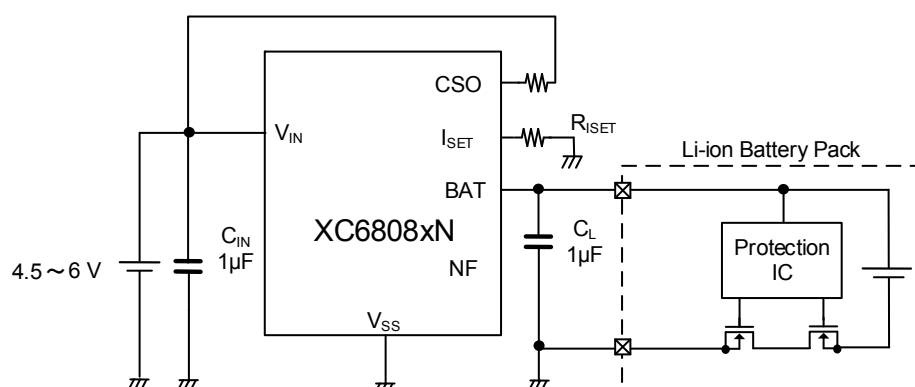 CSO
V_IN
I_SET
R_ISET
Li-ion Battery Pack
BAT
XC6808xN
C_IN
1μF
C_L
1μF
Protection
IC
4.5～6 V
NF
V_SS